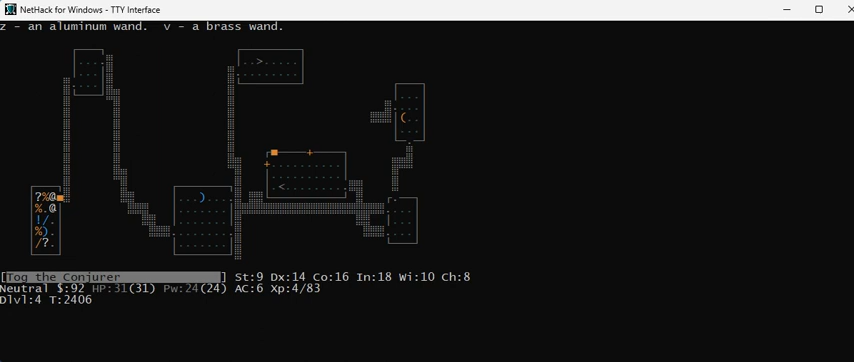 NetHack for Windows - TTY Interface
z - an aluminum wand.  v - a brass wand.
[Tog the Conjurer] St:9 Dx:14 Co:16 In:18 Wi:10 Ch:8
Neutral $:92 HP:31(31) Pw:24(24) AC:6 Xp:4/83
Dlvl:4 T:2406